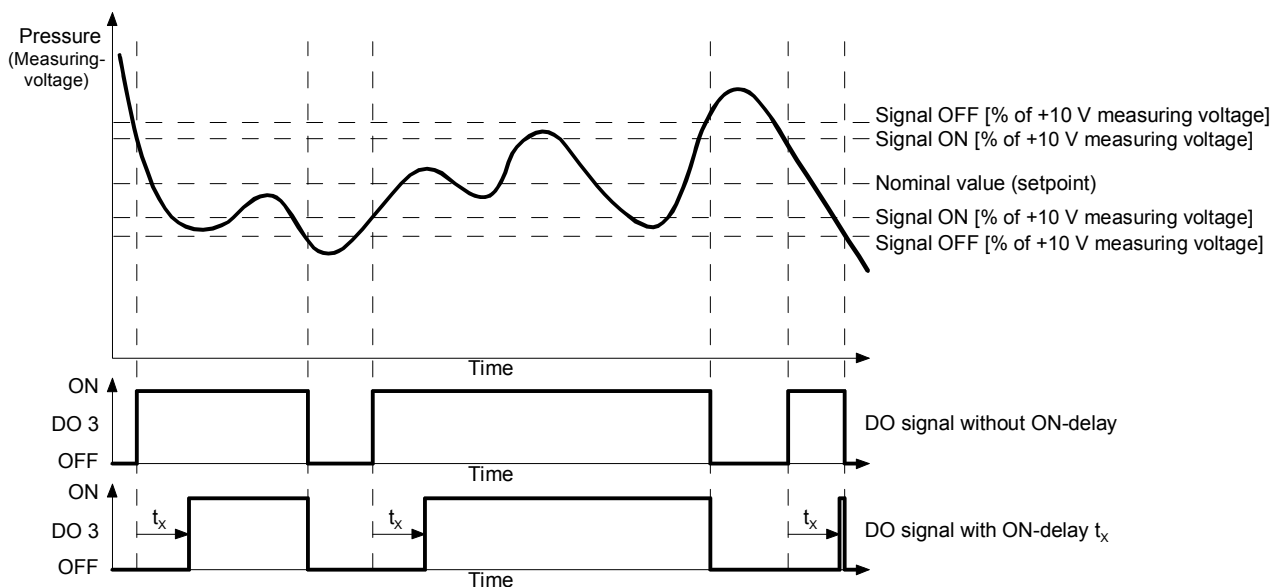 Pressure
(Measuring-
voltage)
Signal OFF [% of +10 V measuring voltage]
Signal ON [% of +10 V measuring voltage]
Nominal value (setpoint)
Signal ON [% of +10 V measuring voltage]
Signal OFF [% of +10 V measuring voltage]
Time
ON
DO 3
OFF
DO signal without ON-delay
Time
ON
DO 3
OFF
tx
tx
tx
DO signal with ON-delay tx
Time